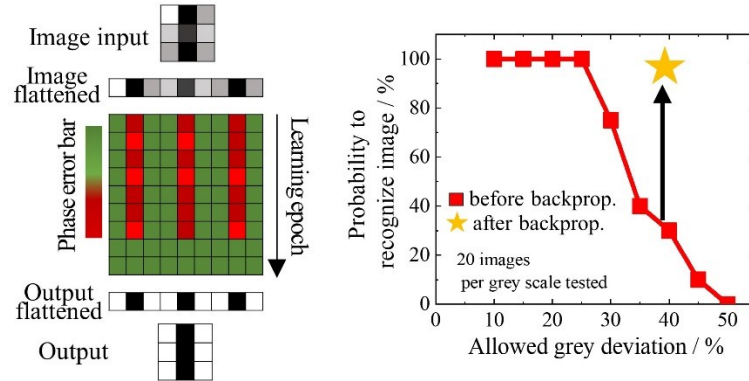 Image input
Image
flattened
Phase error bar
Learning epoch
Output
flattened
Output
Probability to
recognize image / %
100
80
60
40
20
0
before backprop.
after backprop.
20 images
per grey scale tested
0 10 20 30 40 50
Allowed grey deviation / %